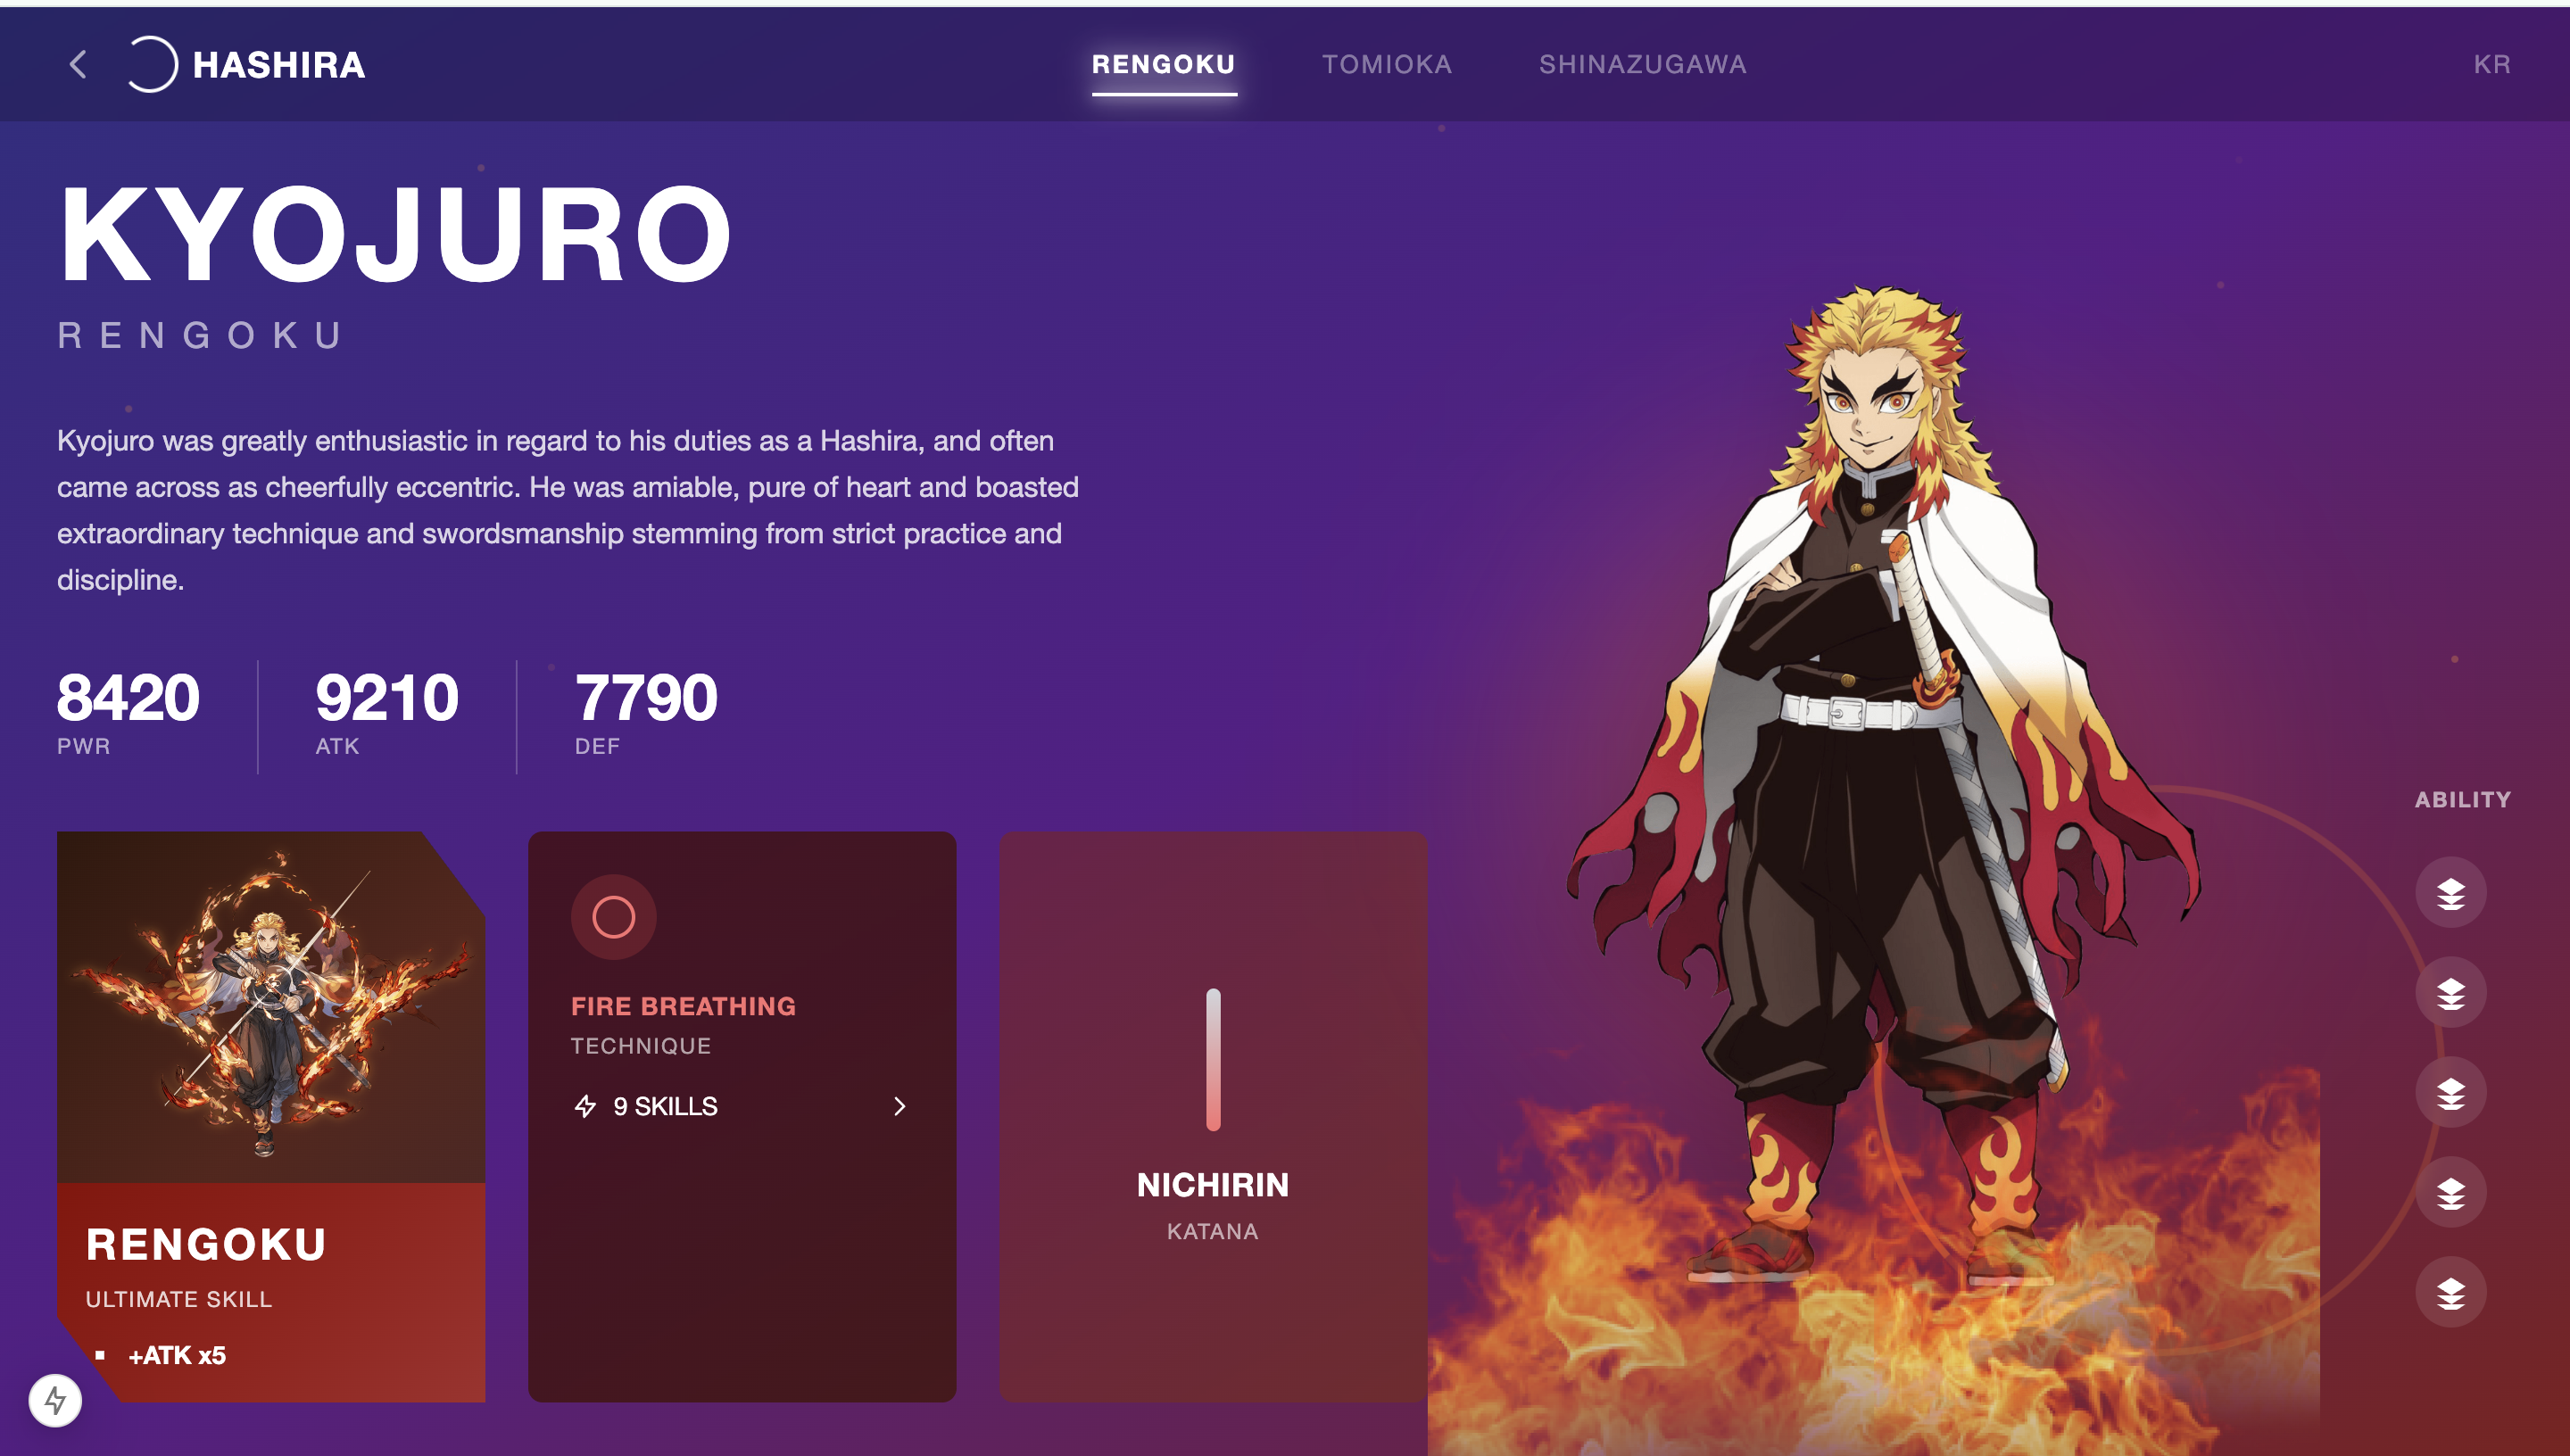 HASHIRA
RENGOKU
TOMIOKA
SHINAZUGAWA
KR
KYOJURO
RENGOKU
Kyojuro was greatly enthusiastic in regard to his duties as a Hashira, and often
came across as cheerfully eccentric. He was amiable, pure of heart and boasted
extraordinary technique and swordsmanship stemming from strict practice and
discipline.
8420
PWR
9210
ATK
7790
DEF
RENGOKU
ULTIMATE SKILL
+ATK x5
FIRE BREATHING
TECHNIQUE
9 SKILLS
NICHIRIN
KATANA
ABILITY